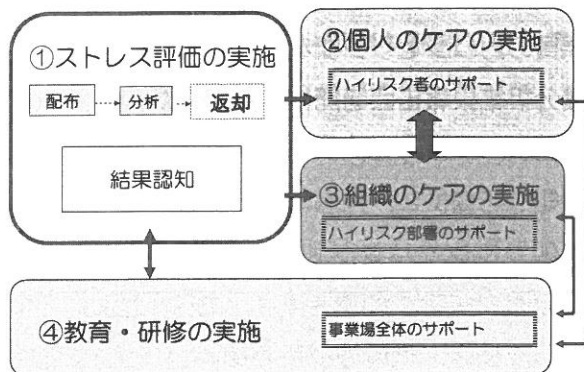 ①ストレス評価の実施
配布
分析
返却
結果認知
②個人のケアの実施
ハイリスク者のサポート
③組織のケアの実施
ハイリスク部署のサポート
④教育・研修の実施
事業場全体のサポート